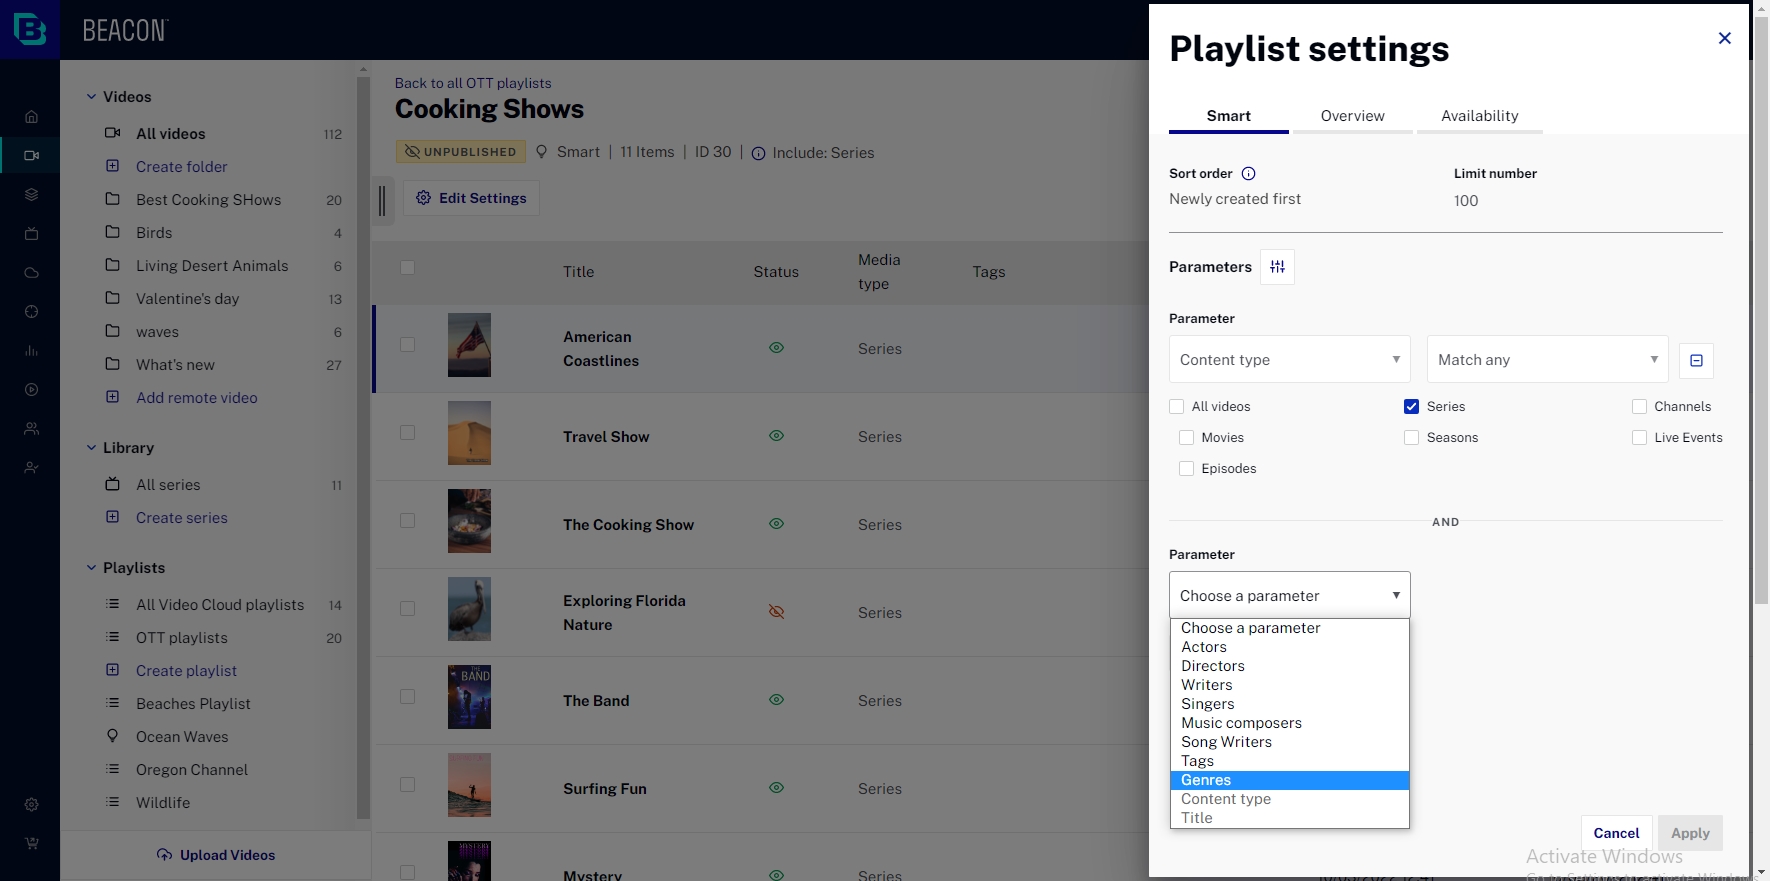 BEACON
Videos
All videos 112
Create folder
Best Cooking SHows 20
Birds 4
Living Desert Animals 6
Valentine's day 13
waves 6
What's new 27
Add remote video
Library
All series 11
Create series
Playlists
All Video Cloud playlists 14
OTT playlists 20
Create playlist
Beaches Playlist
Ocean Waves
Oregon Channel
Wildlife
Upload Videos
Back to all OTT playlists
Cooking Shows
UNPUBLISHED Smart | 11 Items | ID 30 | Include: Series
Edit Settings
Title Status Media type Tags
American Coastlines Series
Travel Show Series
The Cooking Show Series
Exploring Florida Nature Series
THE BAND
The Band Series
Surfing Fun Series
MYSTERY
Mystery Series
Playlist settings
Smart Overview Availability
Sort order Limit number
Newly created first 100
Parameters
Parameter
Content type Match any
All videos Series Channels
Movies Seasons Live Events
Episodes
AND
Parameter
Choose a parameter
Choose a parameter
Actors
Directors
Writers
Singers
Music composers
Song Writers
Tags
Genres
Content type
Title
Cancel Apply
Activate Windows